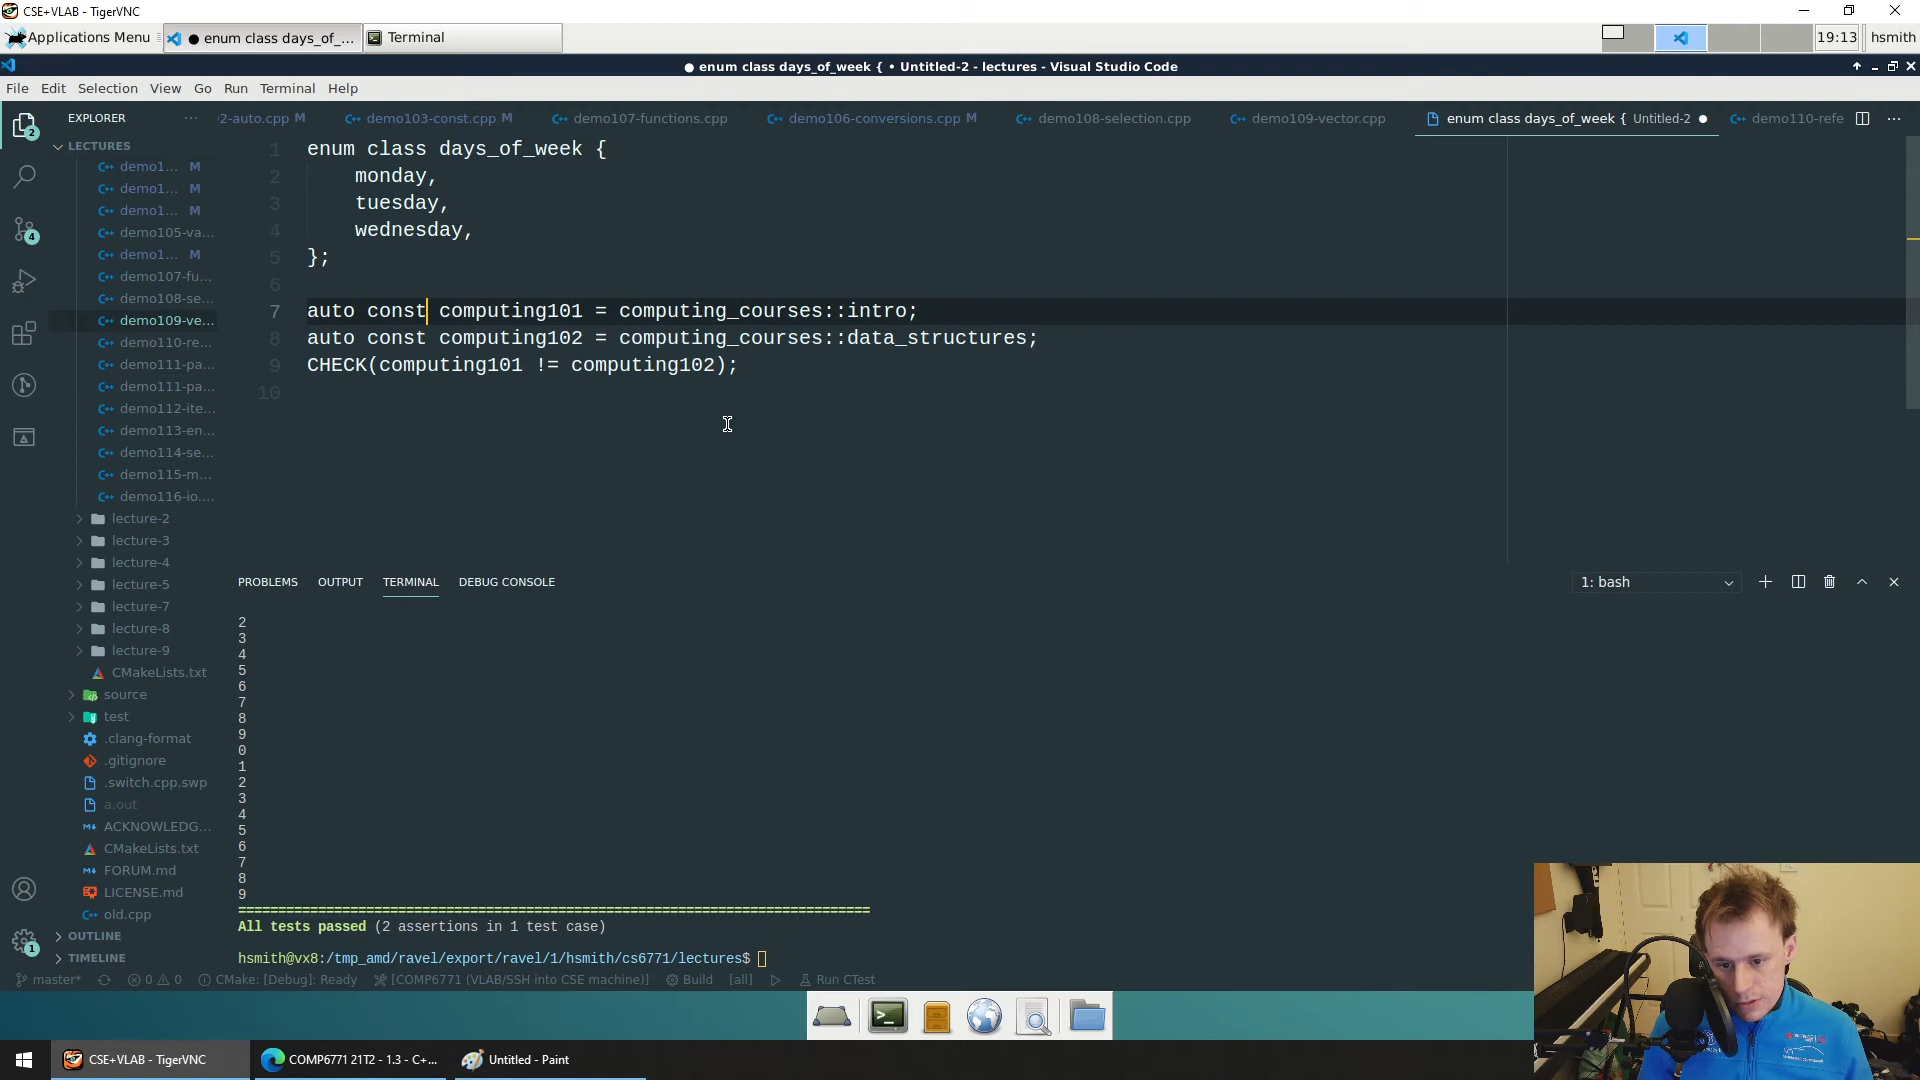 CSE+VLAB - TigerVNC
Applications Menu
● enum class days_of_...
Terminal
19:13
hsmith
● enum class days_of_week { • Untitled-2 - lectures - Visual Studio Code
File Edit Selection View Go Run Terminal Help
EXPLORER ...
2-auto.cpp M
demo103-const.cpp M
demo107-functions.cpp
demo106-conversions.cpp M
demo108-selection.cpp
demo109-vector.cpp
enum class days_of_week { Untitled-2 ●
demo110-refe
LECTURES
demo1... M
demo1... M
demo1... M
demo105-va...
demo1... M
demo107-fu...
demo108-se...
demo109-ve...
demo110-re...
demo111-pa...
demo111-pa...
demo112-ite...
demo113-en...
demo114-se...
demo115-m...
demo116-io....
lecture-2
lecture-3
lecture-4
lecture-5
lecture-7
lecture-8
lecture-9
CMakeLists.txt
source
test
.clang-format
.gitignore
.switch.cpp.swp
a.out
ACKNOWLEDG...
CMakeLists.txt
FORUM.md
LICENSE.md
old.cpp
OUTLINE
TIMELINE
2
4
1
1 enum class days_of_week {
2 monday,
3 tuesday,
4 wednesday,
5 };
6
7 auto const computing101 = computing_courses::intro;
8 auto const computing102 = computing_courses::data_structures;
9 CHECK(computing101 != computing102);
10
PROBLEMS OUTPUT TERMINAL DEBUG CONSOLE
1: bash
2
3
4
5
6
7
8
9
0
1
2
3
4
5
6
7
8
9
===============================================================================
All tests passed (2 assertions in 1 test case)
hsmith@vx8:/tmp_amd/ravel/export/ravel/1/hsmith/cs6771/lectures$
master* 0 0 CMake: [Debug]: Ready [COMP6771 (VLAB/SSH into CSE machine)] Build [all] Run CTest
CSE+VLAB - TigerVNC
COMP6771 21T2 - 1.3 - C+...
Untitled - Paint